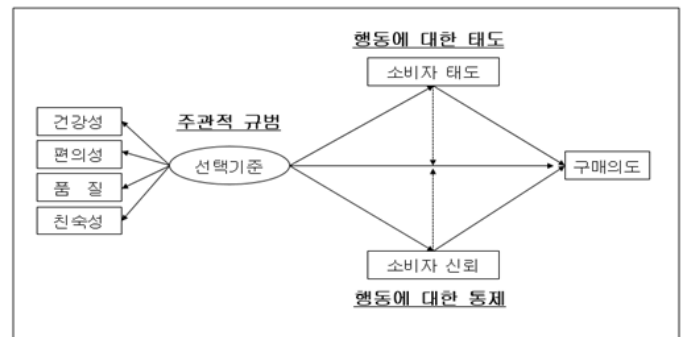 행동에 대한 태도
소비자 태도
건강성
주관적 규범
편의성
선택기준
구매의도
품 질
친숙성
소비자 신뢰
행동에 대한 통제